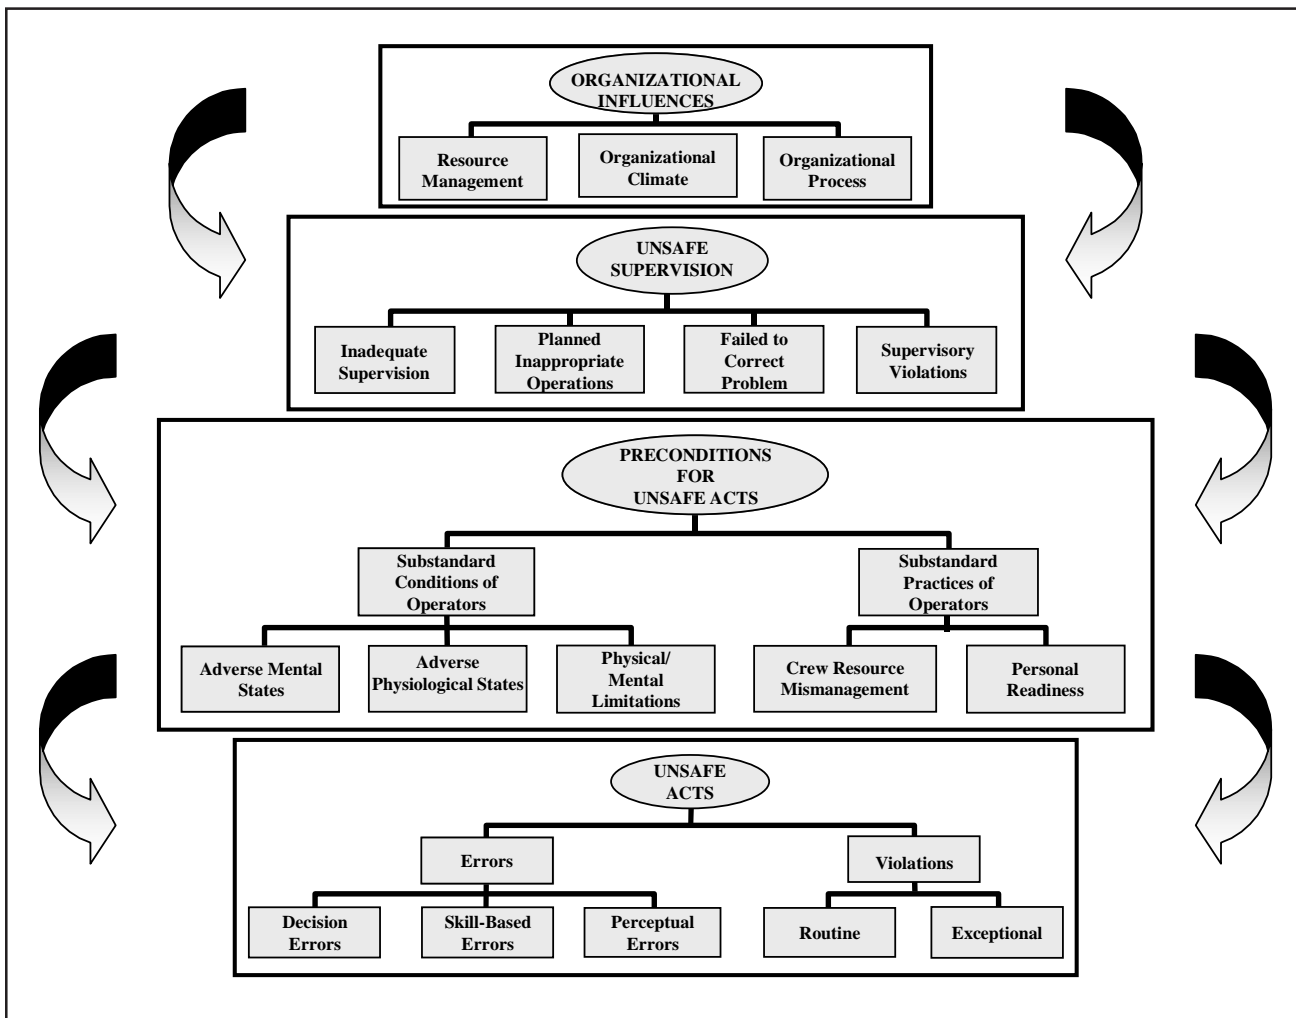 ORGANIZATIONAL
INFLUENCES
Resource
Management
Organizational
Climate
Organizational
Process
UNSAFE
SUPERVISION
Inadequate
Supervision
Planned
Inappropriate
Operations
Failed to
Correct
Problem
Supervisory
Violations
PRECONDITIONS
FOR
UNSAFE ACTS
Substandard
Conditions of
Operators
Substandard
Practices of
Operators
Adverse Mental
States
Adverse
Physiological States
Physical/
Mental
Limitations
Crew Resource
Mismanagement
Personal
Readiness
UNSAFE
ACTS
Errors
Violations
Decision
Errors
Skill-Based
Errors
Perceptual
Errors
Routine
Exceptional